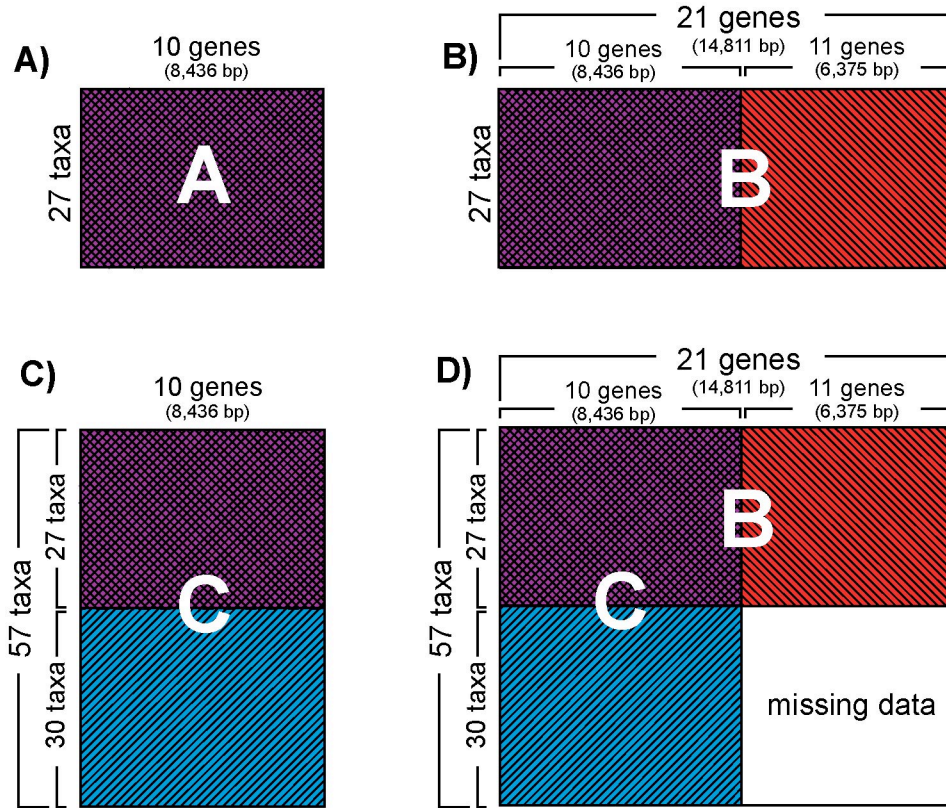 A)
10 genes
(8,436 bp)
27 taxa
A
B)
21 genes
(14,811 bp)
10 genes
(8,436 bp)
11 genes
(6,375 bp)
27 taxa
B
C)
10 genes
(8,436 bp)
57 taxa
27 taxa
30 taxa
C
D)
21 genes
(14,811 bp)
10 genes
(8,436 bp)
11 genes
(6,375 bp)
57 taxa
27 taxa
30 taxa
B
C
missing data